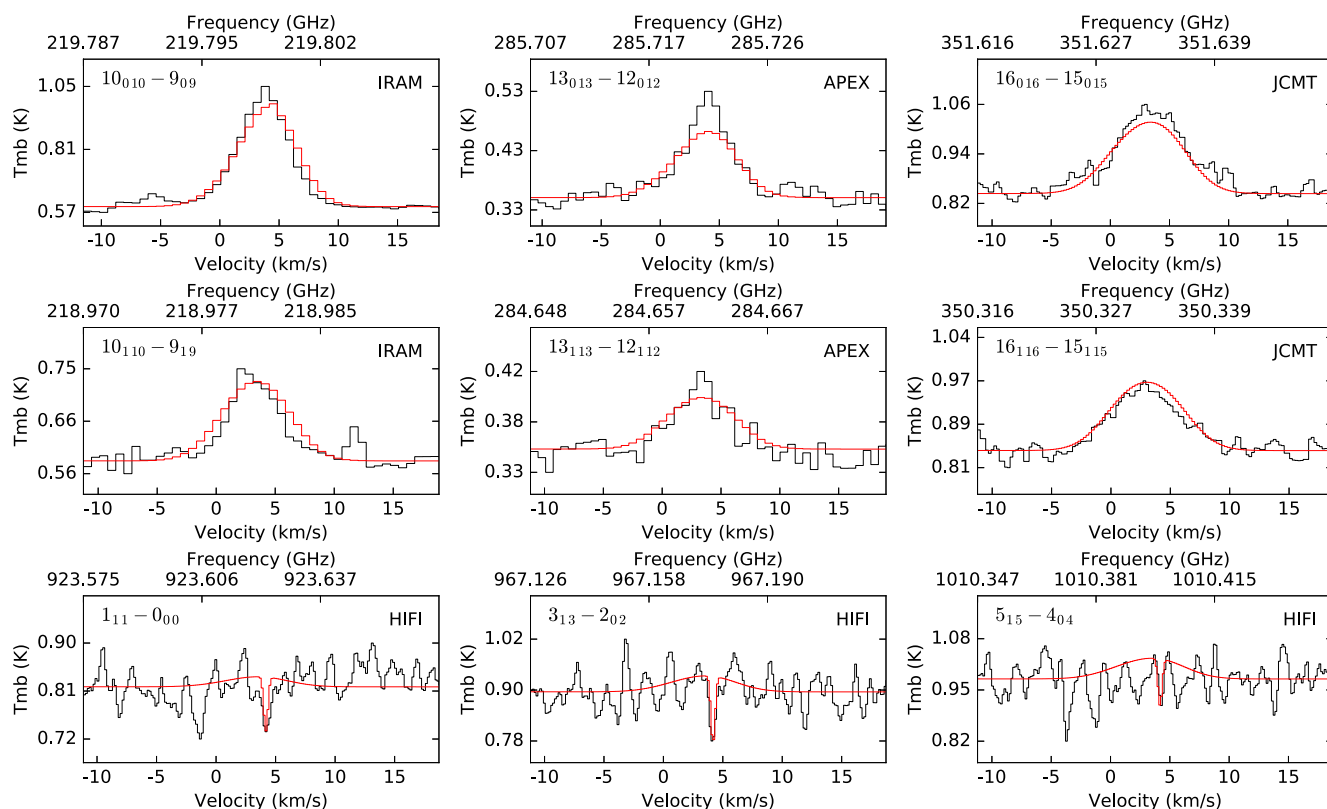 Frequency (GHz) Frequency (GHz) Frequency (GHz)
219.787 219.795 219.802 285.707 285.717 285.726 351.616 351.627 351.639
10₀₁₀ − 9₀₉ IRAM 13₀₁₃ − 12₀₁₂ APEX 16₀₁₆ − 15₀₁₅ JCMT
Tmb (K) 1.05 0.81 0.57 Tmb (K) 0.53 0.43 0.33 Tmb (K) 1.06 0.94 0.82
-10 -5 0 5 10 15 -10 -5 0 5 10 15 -10 -5 0 5 10 15
Velocity (km/s) Velocity (km/s) Velocity (km/s)
Frequency (GHz) Frequency (GHz) Frequency (GHz)
218.970 218.977 218.985 284.648 284.657 284.667 350.316 350.327 350.339
10₁₁₀ − 9₁₉ IRAM 13₁₁₃ − 12₁₁₂ APEX 16₁₁₆ − 15₁₁₅ JCMT
Tmb (K) 0.75 0.66 0.56 Tmb (K) 0.42 0.38 0.33 Tmb (K) 1.04 0.97 0.89 0.81
-10 -5 0 5 10 15 -10 -5 0 5 10 15 -10 -5 0 5 10 15
Velocity (km/s) Velocity (km/s) Velocity (km/s)
Frequency (GHz) Frequency (GHz) Frequency (GHz)
923.575 923.606 923.637 967.126 967.158 967.190 1010.347 1010.381 1010.415
1₁₁ − 0₀₀ HIFI 3₁₃ − 2₀₂ HIFI 5₁₅ − 4₀₄ HIFI
Tmb (K) 0.90 0.81 0.72 Tmb (K) 1.02 0.90 0.78 Tmb (K) 1.08 0.95 0.82
-10 -5 0 5 10 15 -10 -5 0 5 10 15 -10 -5 0 5 10 15
Velocity (km/s) Velocity (km/s) Velocity (km/s)